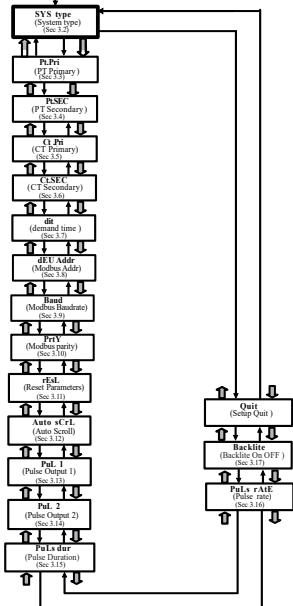 SYS type
(System type)
(Sec 3.2)
Pt.Pri
(PT Primary)
(Sec 3.3)
Pt.SEC
(PT Secondary)
(Sec 3.4)
Ct .Pri
(CT Primary)
(Sec 3.5)
Ct.SEC
(CT Secondary)
(Sec 3.6)
dit
(demand time )
(Sec 3.7)
dEU Addr
(Modbus Addr)
(Sec 3.8)
Baud
(Modbus Baudrate)
(Sec 3.9)
PrtY
(Modbus parity)
(Sec 3.10)
rEsL
(Reset Parameters)
(Sec 3.11)
Auto sCrL
(Auto Scroll)
(Sec 3.12)
PuL 1
(Pulse Output 1)
(Sec 3.13)
PuL 2
(Pulse Output 2)
(Sec 3.14)
PuLs dur
(Pulse Duration)
(Sec 3.15)
Quit
(Setup Quit )
Backlite
(Backlite On OFF )
(Sec 3.17)
PuLs rAtE
(Pulse rate)
(Sec 3.16)